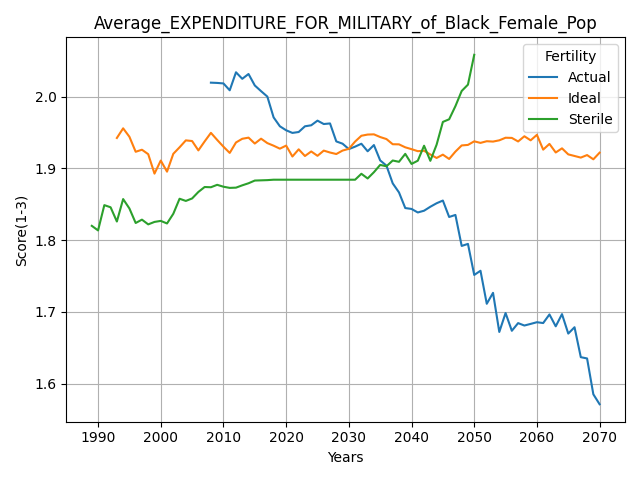 Average_EXPENDITURE_FOR_MILITARY_of_Black_Female_Pop
Fertility
Actual
Ideal
Sterile
Score(1-3)
2.0
1.9
1.8
1.7
1.6
1990 2000 2010 2020 2030 2040 2050 2060 2070
Years